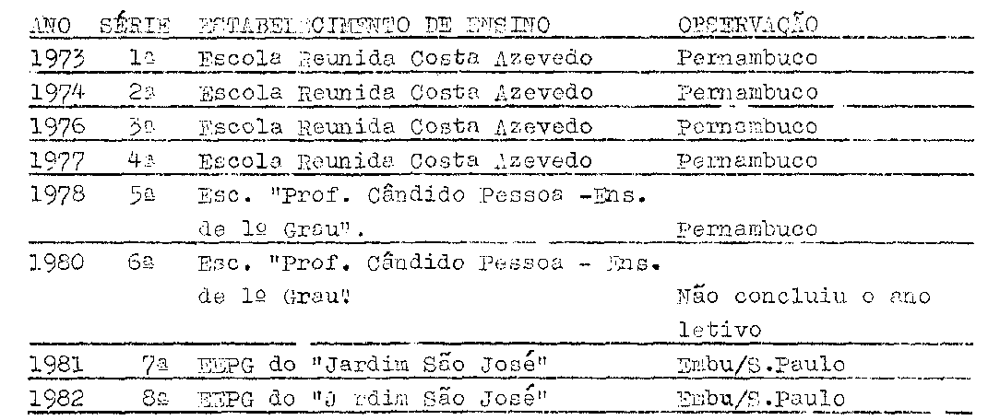 ANO SÉRIE ESTABELECIMENTO DE ENSINO OBSERVAÇÃO
1973 1ª Escola Reunida Costa Azevedo Pernambuco
1974 2ª Escola Reunida Costa Azevedo Pernambuco
1976 3ª Escola Reunida Costa Azevedo Pernambuco
1977 4ª Escola Reunida Costa Azevedo Pernambuco
1978 5ª Esc. "Prof. Cândido Pessoa -Ens.
de 1º Grau". Pernambuco
1980 6ª Esc. "Prof. Cândido Pessoa - Ens.
de 1º Grau" Não concluiu o ano
letivo
1981 7ª EEPG do "Jardim São José" Embu/S.Paulo
1982 8ª EEPG do "Jardim São José" Embu/S.Paulo